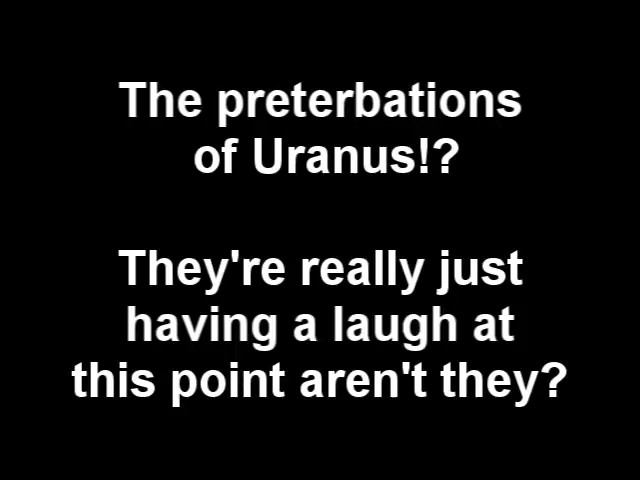 The preterbations
of Uranus!?
They're really just
having a laugh at
this point aren't they?